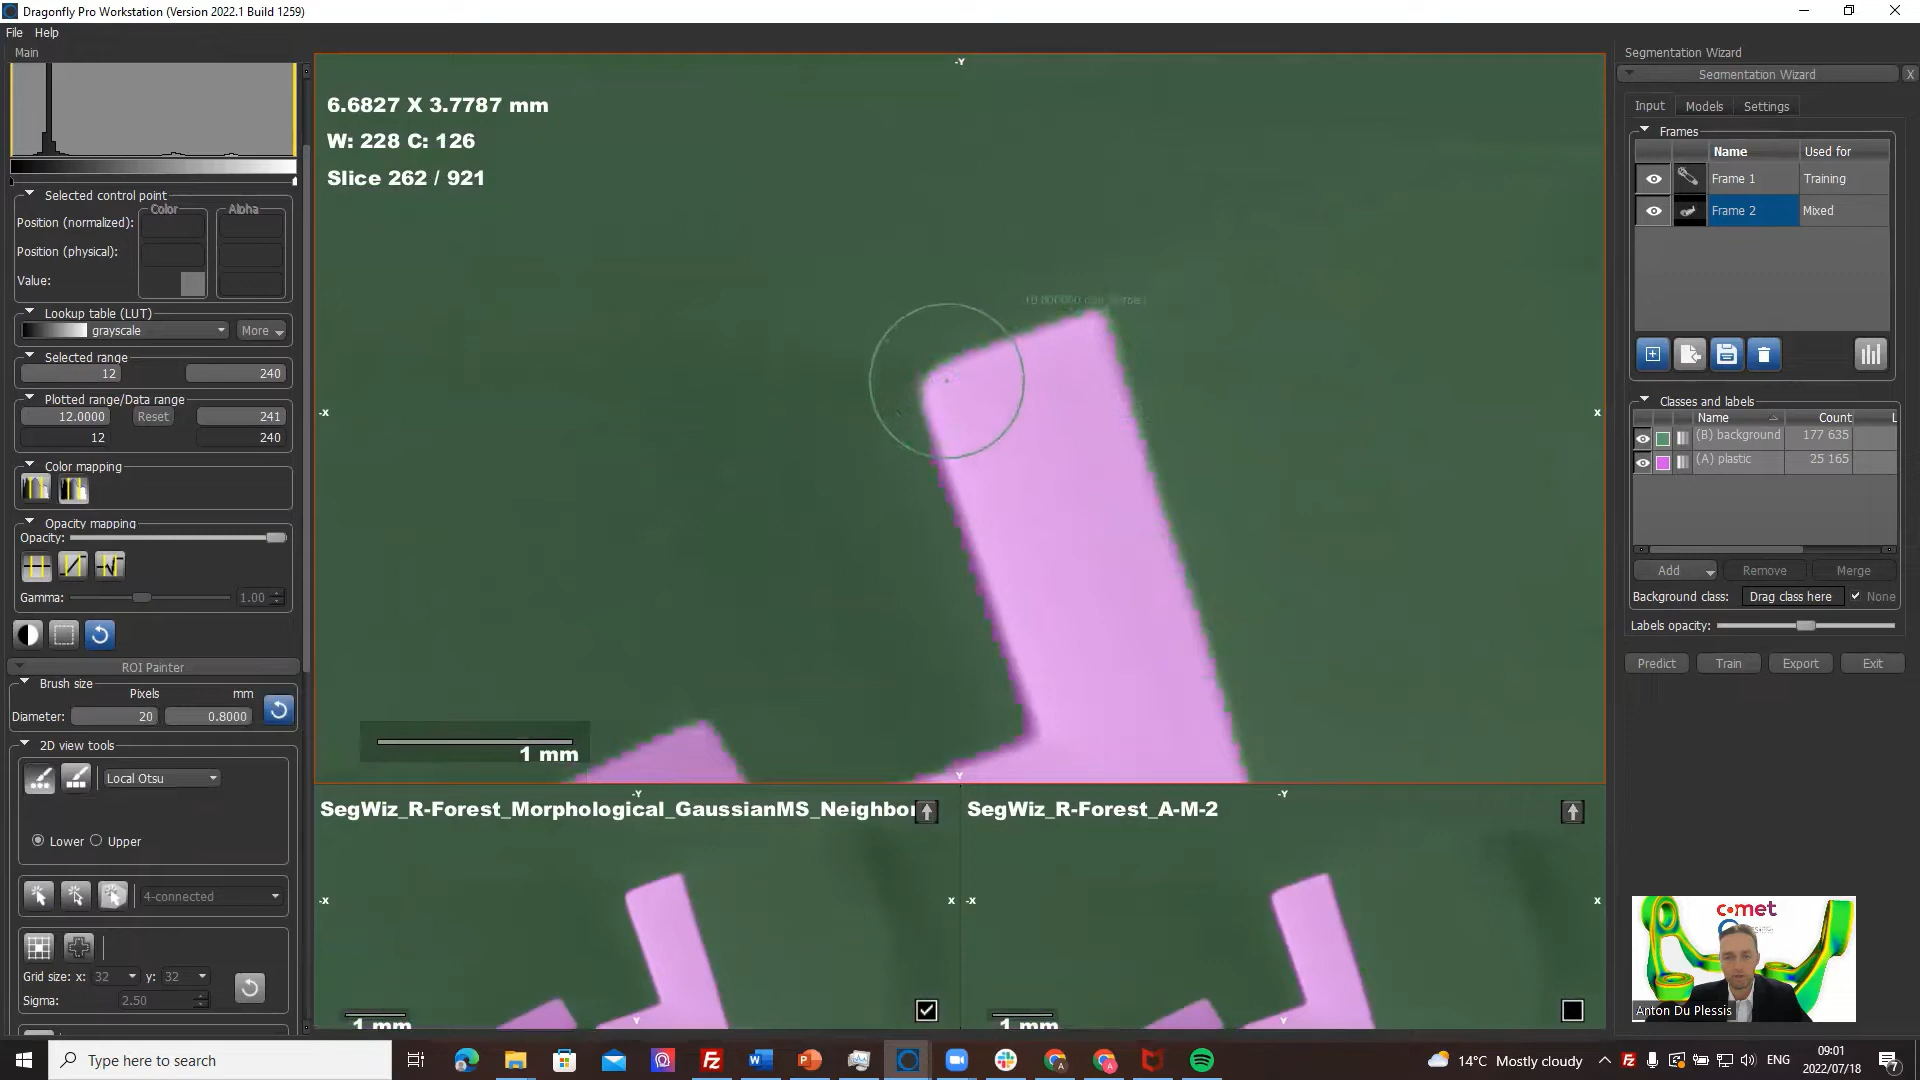 Dragonfly Pro Workstation (Version 2022.1 Build 1259)
File Help
Main
Selected control point
Color Alpha
Position (normalized):
Position (physical):
Value:
Lookup table (LUT)
grayscale More
Selected range
12 240
Plotted range/Data range
12.0000 Reset 241
12 240
Color mapping
Opacity mapping
Opacity:
Gamma: 1.00
ROI Painter
Brush size
Pixels mm
Diameter: 20 0.8000
2D view tools
Local Otsu
Lower Upper
4-connected
Grid size: x: 32 y: 32
Sigma: 2.50
-Y
6.6827 X 3.7787 mm
W: 228 C: 126
Slice 262 / 921
-X X
1 mm
Y
-Y
SegWiz_R-Forest_Morphological_GaussianMS_Neighbor
-X X
1 mm
Y
-Y
SegWiz_R-Forest_A-M-2
-X X
1 mm
Y
Segmentation Wizard
Segmentation Wizard X
Input Models Settings
Frames
Name Used for
Frame 1 Training
Frame 2 Mixed
Classes and labels
Name Count L
(B) background 177 635
(A) plastic 25 165
Add Remove Merge
Background class: Drag class here None
Labels opacity:
Predict Train Export Exit
comet
Anton Du Plessis
Type here to search
14°C Mostly cloudy
ENG
09:01
2022/07/18
7